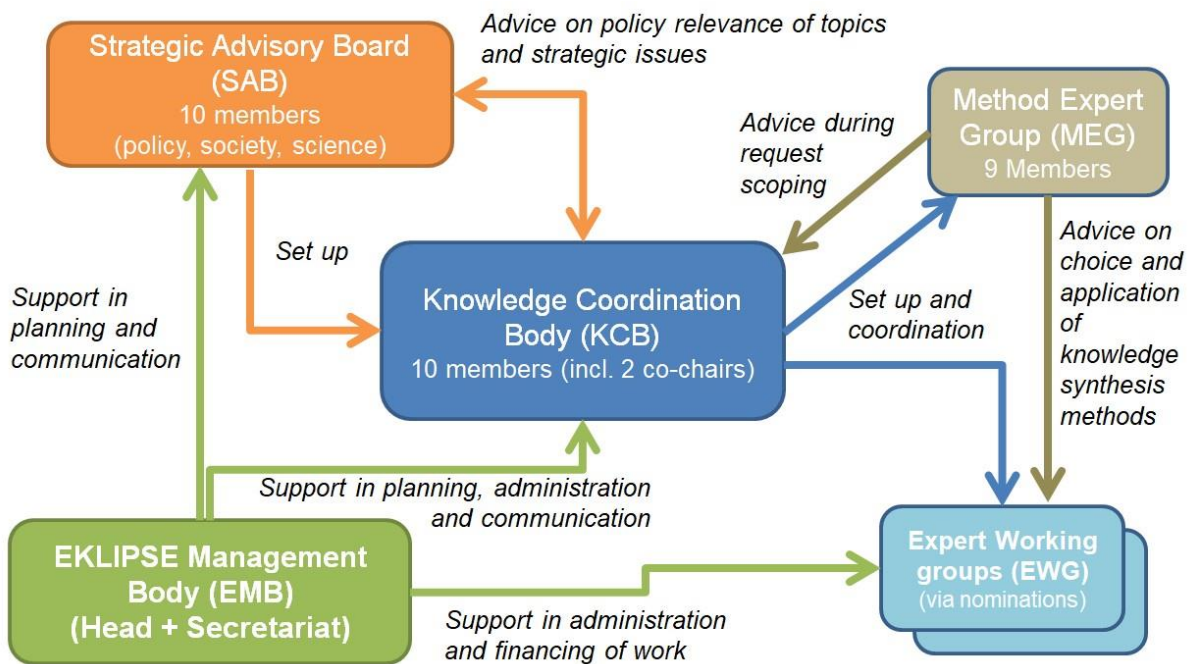 Strategic Advisory Board
(SAB)
10 members
(policy, society, science)
Advice on policy relevance of topics
and strategic issues
Method Expert
Group (MEG)
9 Members
Advice during
request
scoping
Set up
Support in
planning and
communication
Knowledge Coordination
Body (KCB)
10 members (incl. 2 co-chairs)
Set up and
coordination
Advice on
choice and
application
of
knowledge
synthesis
methods
Support in planning, administration
and communication
EKLIPSE Management
Body (EMB)
(Head + Secretariat)
Support in administration
and financing of work
Expert Working
groups (EWG)
(via nominations)